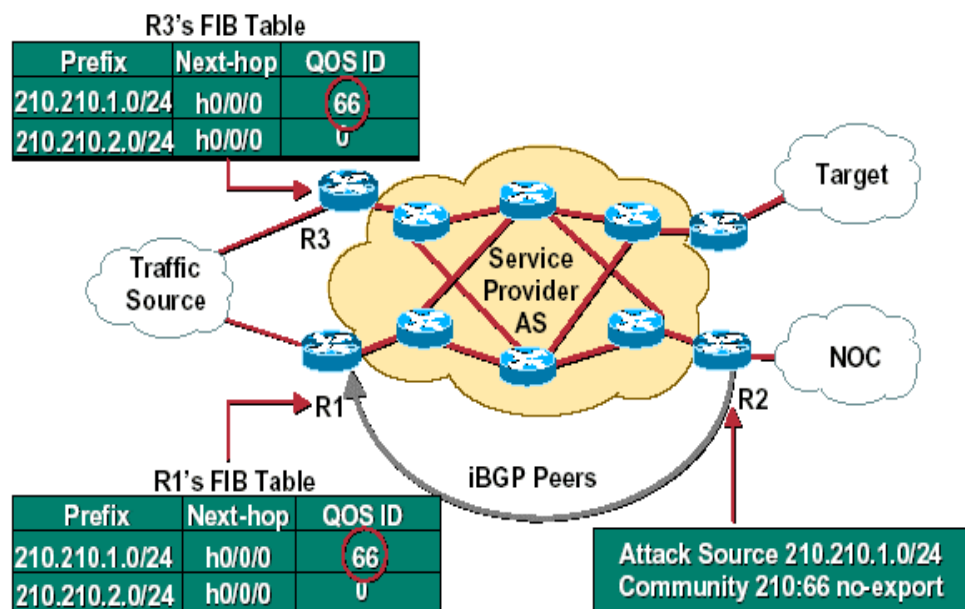 R3's FIB Table
Prefix Next-hop QOS ID
210.210.1.0/24 h0/0/0 66
210.210.2.0/24 h0/0/0 0
R3
Target
Traffic
Source
Service
Provider
AS
NOC
R1
R2
iBGP Peers
R1's FIB Table
Prefix Next-hop QOS ID
210.210.1.0/24 h0/0/0 66
210.210.2.0/24 h0/0/0 0
Attack Source 210.210.1.0/24
Community 210:66 no-export